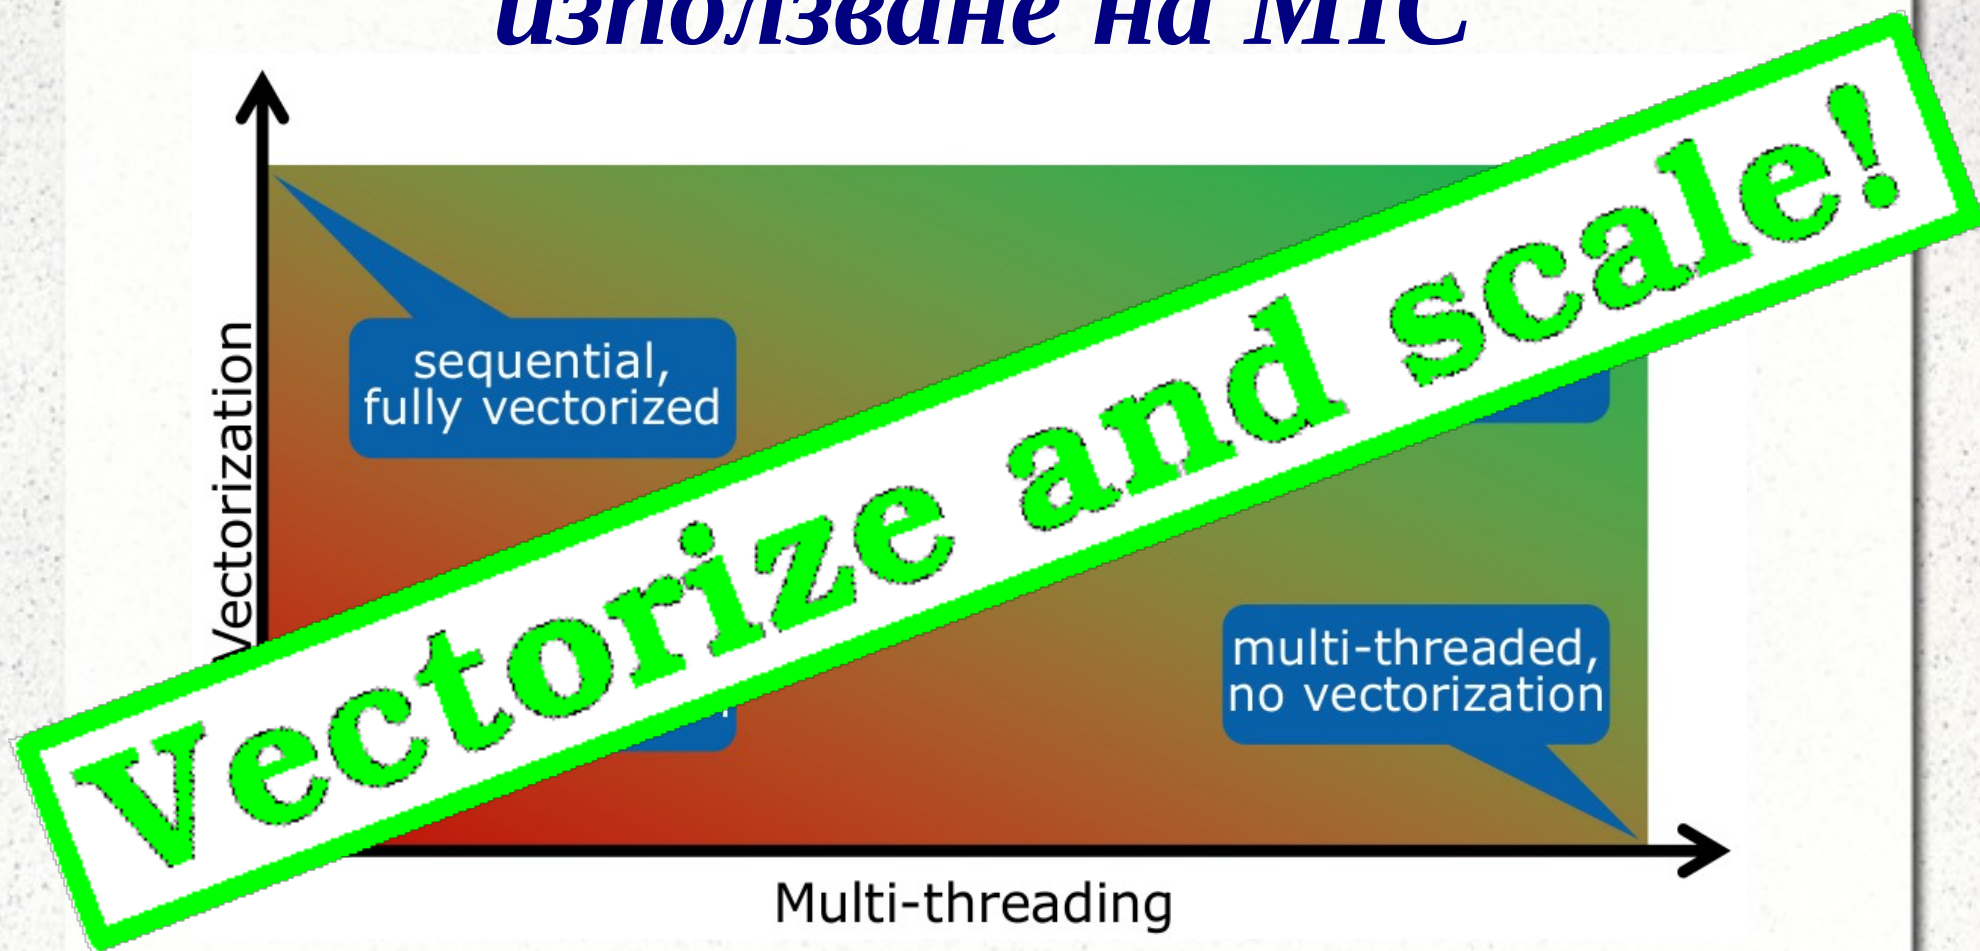 използване на MIC
Vectorize and scale!
sequential,
fully vectorized
Vectorization
multi-threaded,
no vectorization
Multi-threading